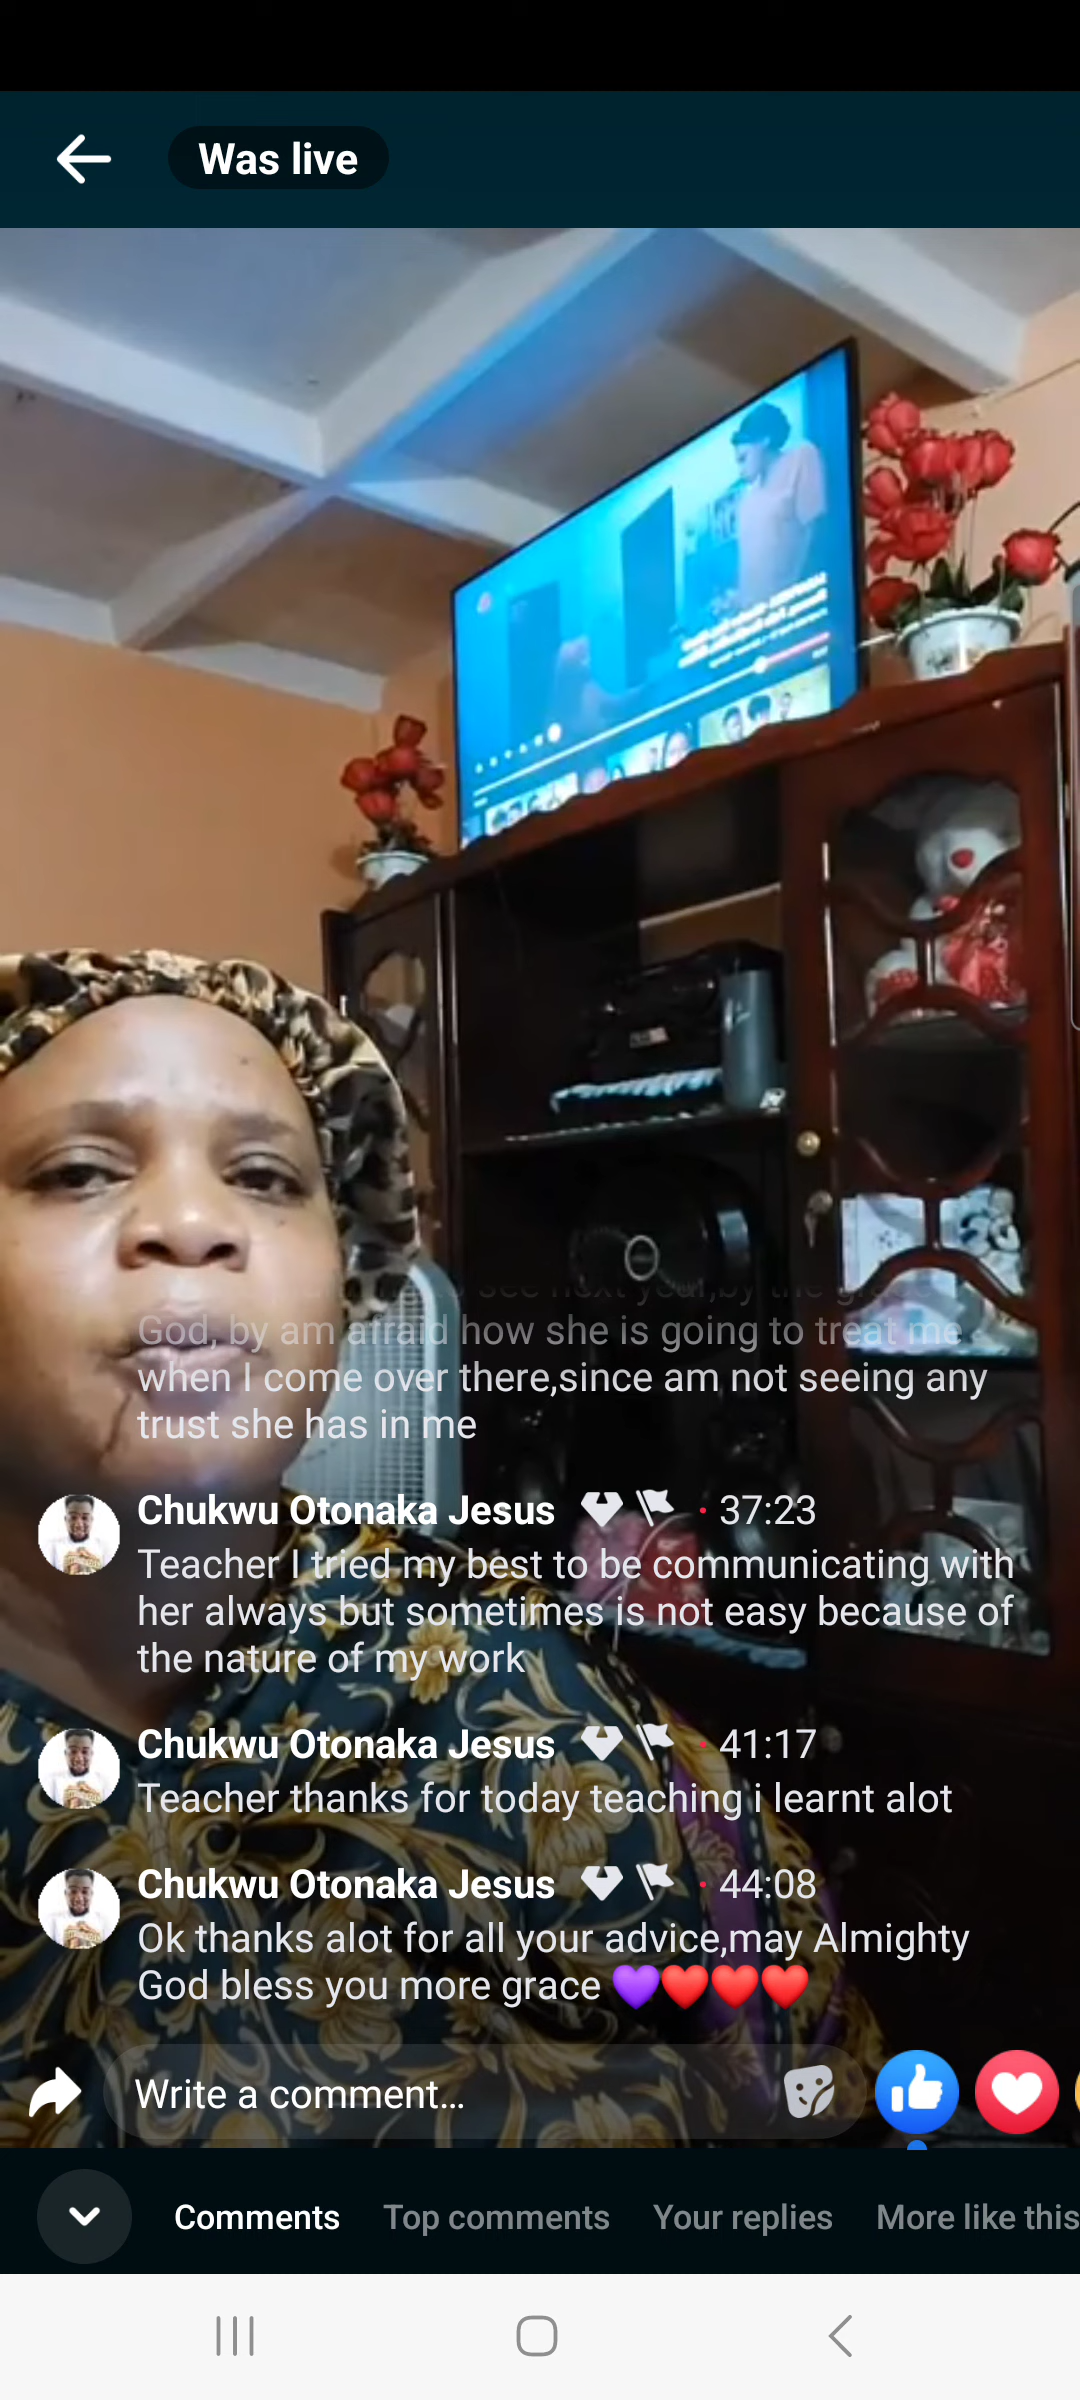 Was live
God, by am afraid how she is going to treat me
when I come over there,since am not seeing any
trust she has in me
Chukwu Otonaka Jesus · 37:23
Teacher I tried my best to be communicating with
her always but sometimes is not easy because of
the nature of my work
Chukwu Otonaka Jesus · 41:17
Teacher thanks for today teaching i learnt alot
Chukwu Otonaka Jesus · 44:08
Ok thanks alot for all your advice,may Almighty
God bless you more grace 💜❤️❤️❤️
Write a comment...
Comments Top comments Your replies More like this